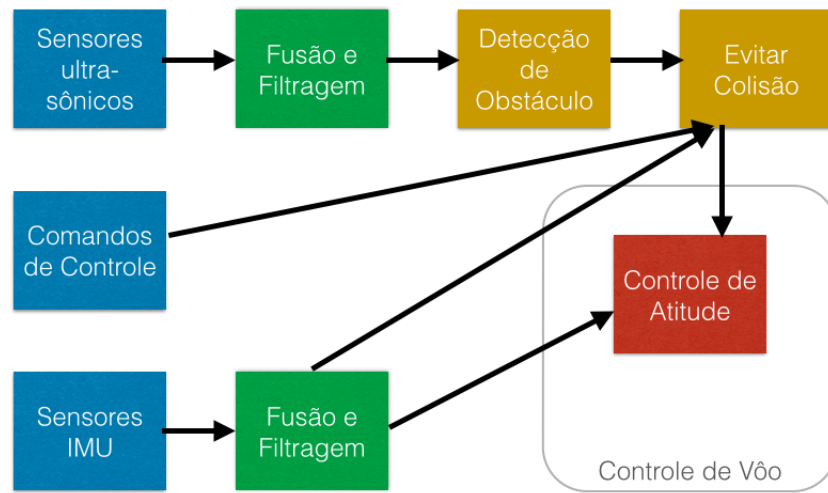 Sensores
ultra-
sônicos
Fusão e
Filtragem
Detecção
de
Obstáculo
Evitar
Colisão
Comandos
de Controle
Controle de
Atitude
Sensores
IMU
Fusão e
Filtragem
Controle de Vôo